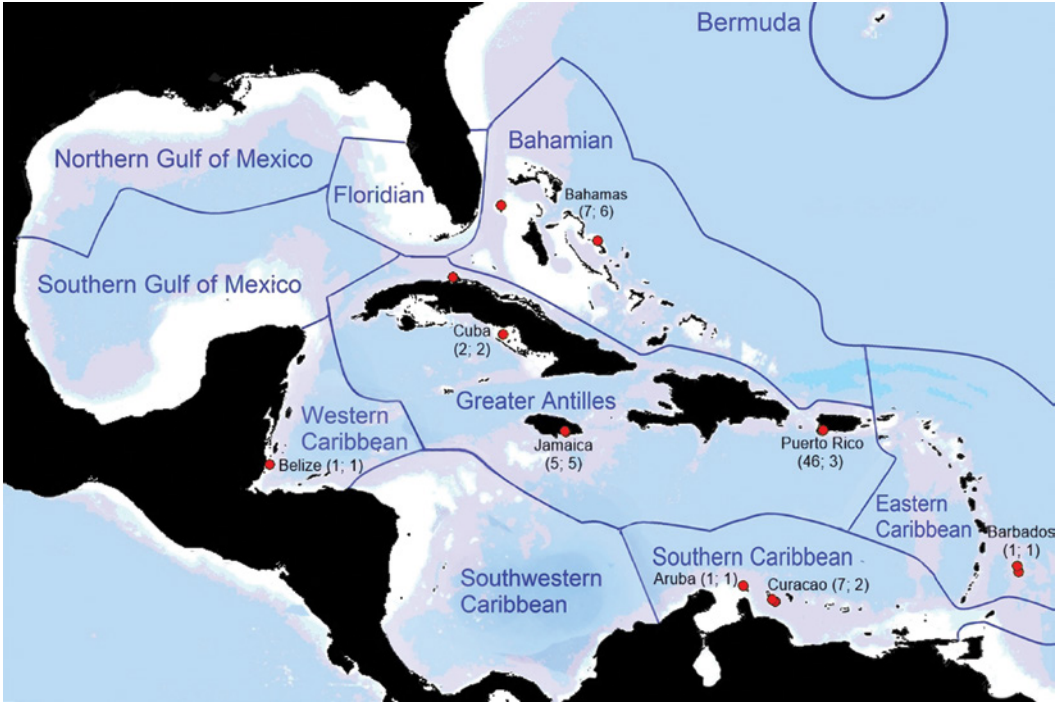 Bermuda
Bahamian
Northern Gulf of Mexico
Floridian
Bahamas
(7; 6)
Southern Gulf of Mexico
Cuba
(2; 2)
Greater Antilles
Western
Caribbean
Jamaica
(5; 5)
Puerto Rico
(46; 3)
Belize (1; 1)
Eastern
Caribbean
Barbados
(1; 1)
Southern Caribbean
Aruba (1; 1)
Curacao (7; 2)
Southwestern
Caribbean